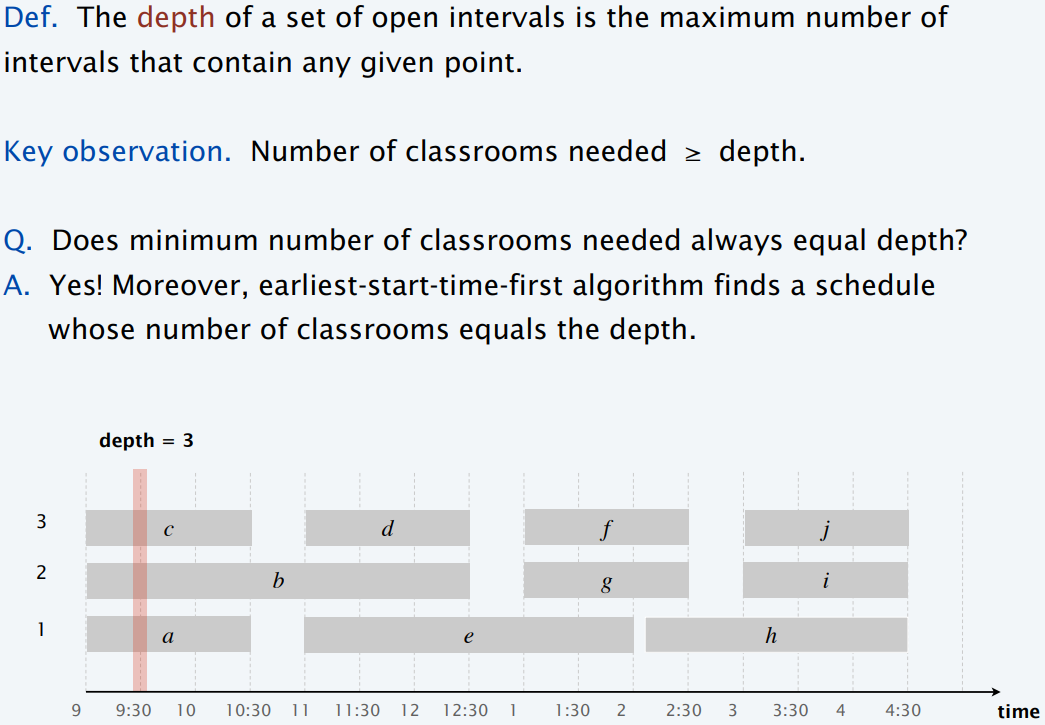 Def. The depth of a set of open intervals is the maximum number of
intervals that contain any given point.
Key observation. Number of classrooms needed ≥ depth.
Q. Does minimum number of classrooms needed always equal depth?
A. Yes! Moreover, earliest-start-time-first algorithm finds a schedule
whose number of classrooms equals the depth.
depth = 3
3 c d f j
2 b g i
1 a e h
9 9:30 10 10:30 11 11:30 12 12:30 1 1:30 2 2:30 3 3:30 4 4:30 time